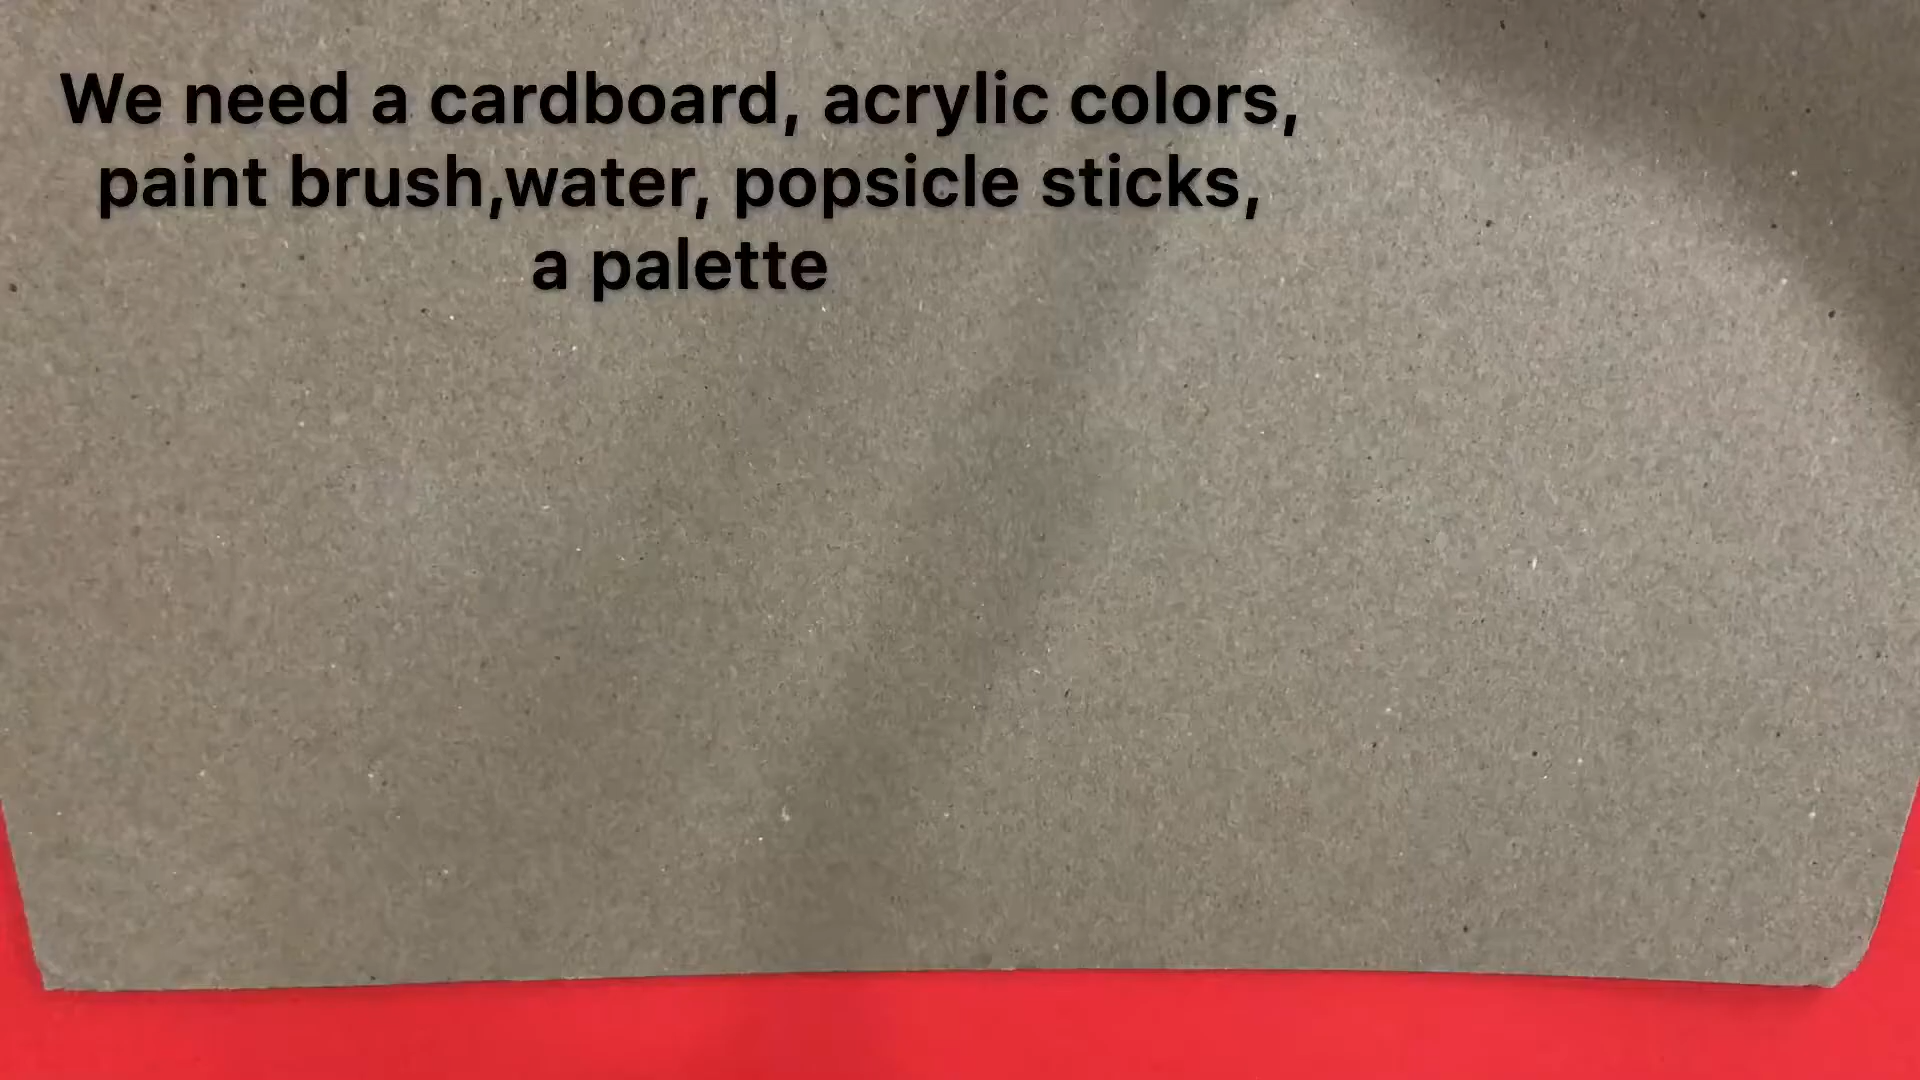 We need a cardboard, acrylic colors,
paint brush,water, popsicle sticks,
a palette